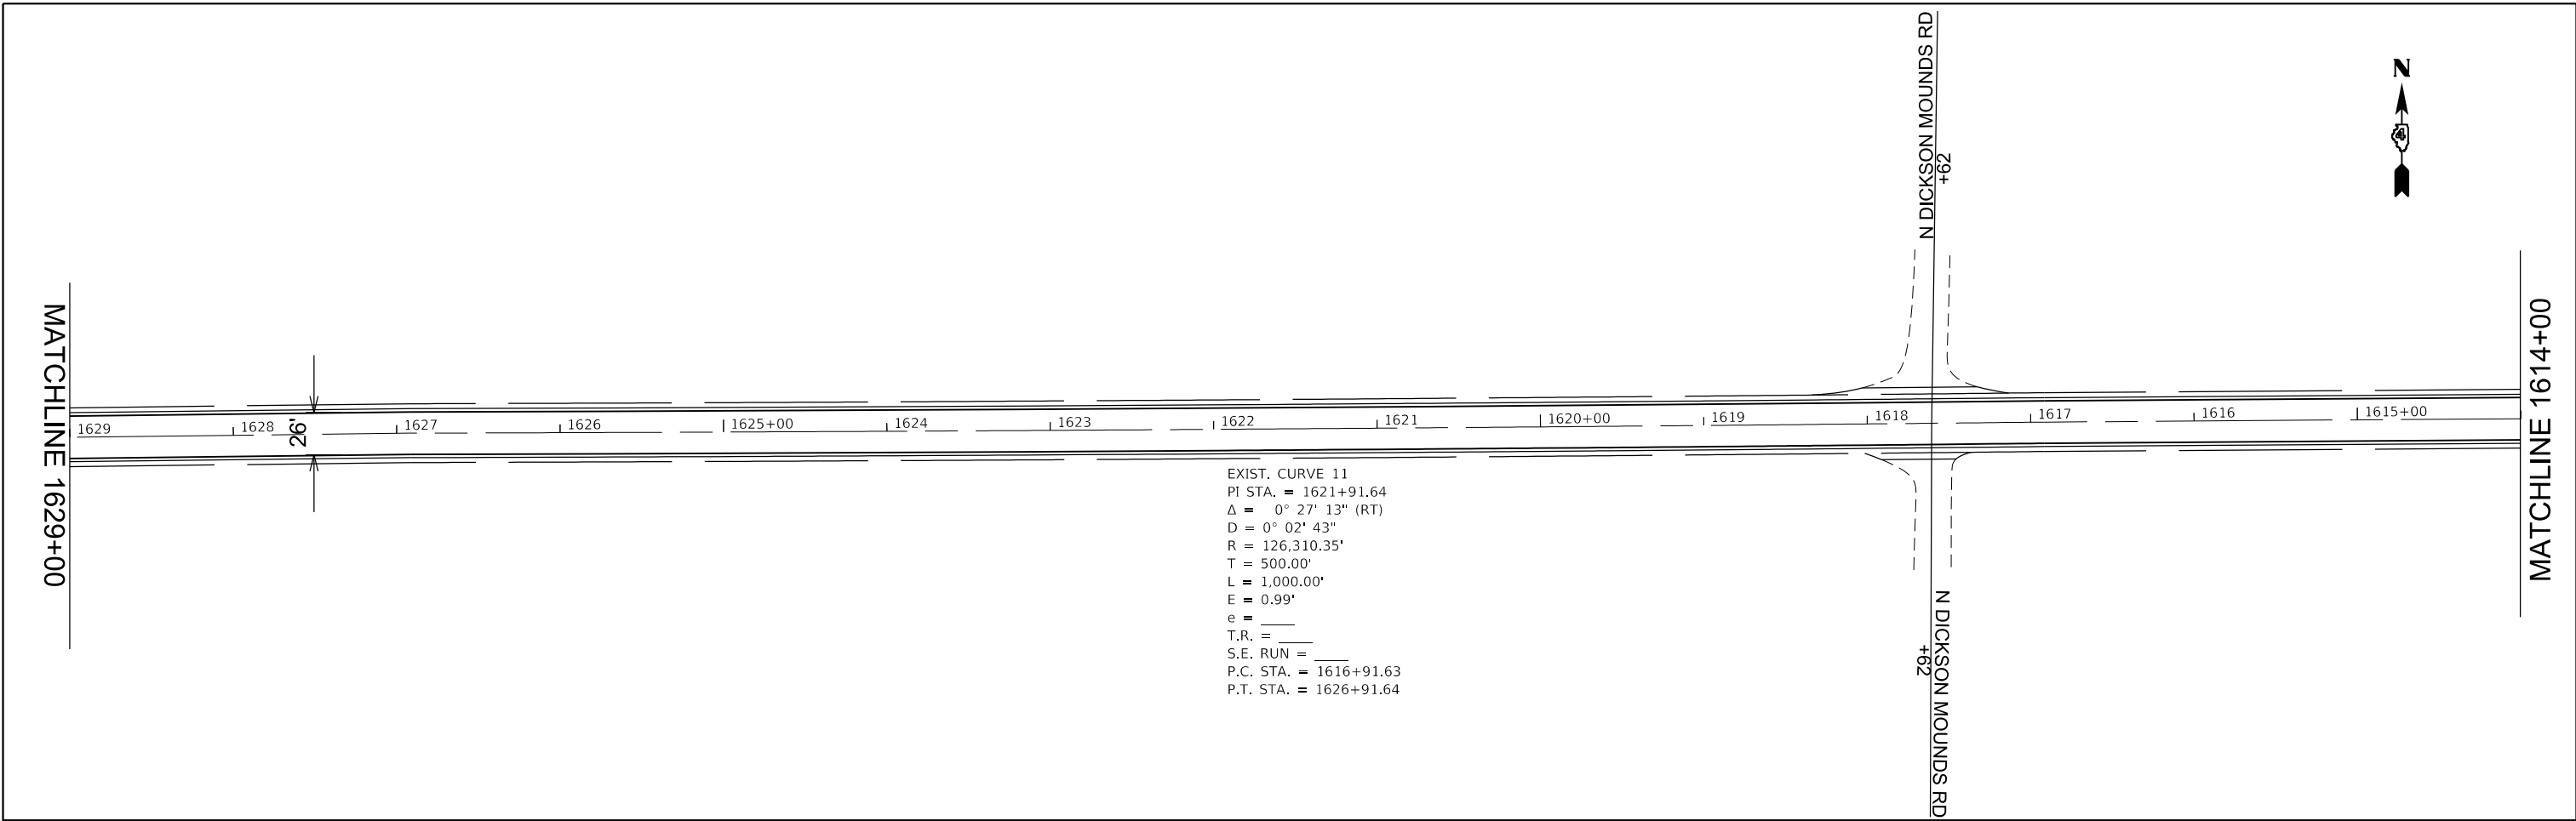 N DICKSON MOUNDS RD
+62
N
4
MATCHLINE 1629+00
26'
1629
1628
1627
1626
1625+00
1624
1623
1622
1621
1620+00
1619
1618
1617
1616
1615+00
MATCHLINE 1614+00
EXIST. CURVE 11
PI STA. = 1621+91.64
Δ = 0° 27' 13" (RT)
D = 0° 02' 43"
R = 126,310.35'
T = 500.00'
L = 1,000.00'
E = 0.99'
e = ____
T.R. = ____
S.E. RUN = ____
P.C. STA. = 1616+91.63
P.T. STA. = 1626+91.64
+62
N DICKSON MOUNDS RD